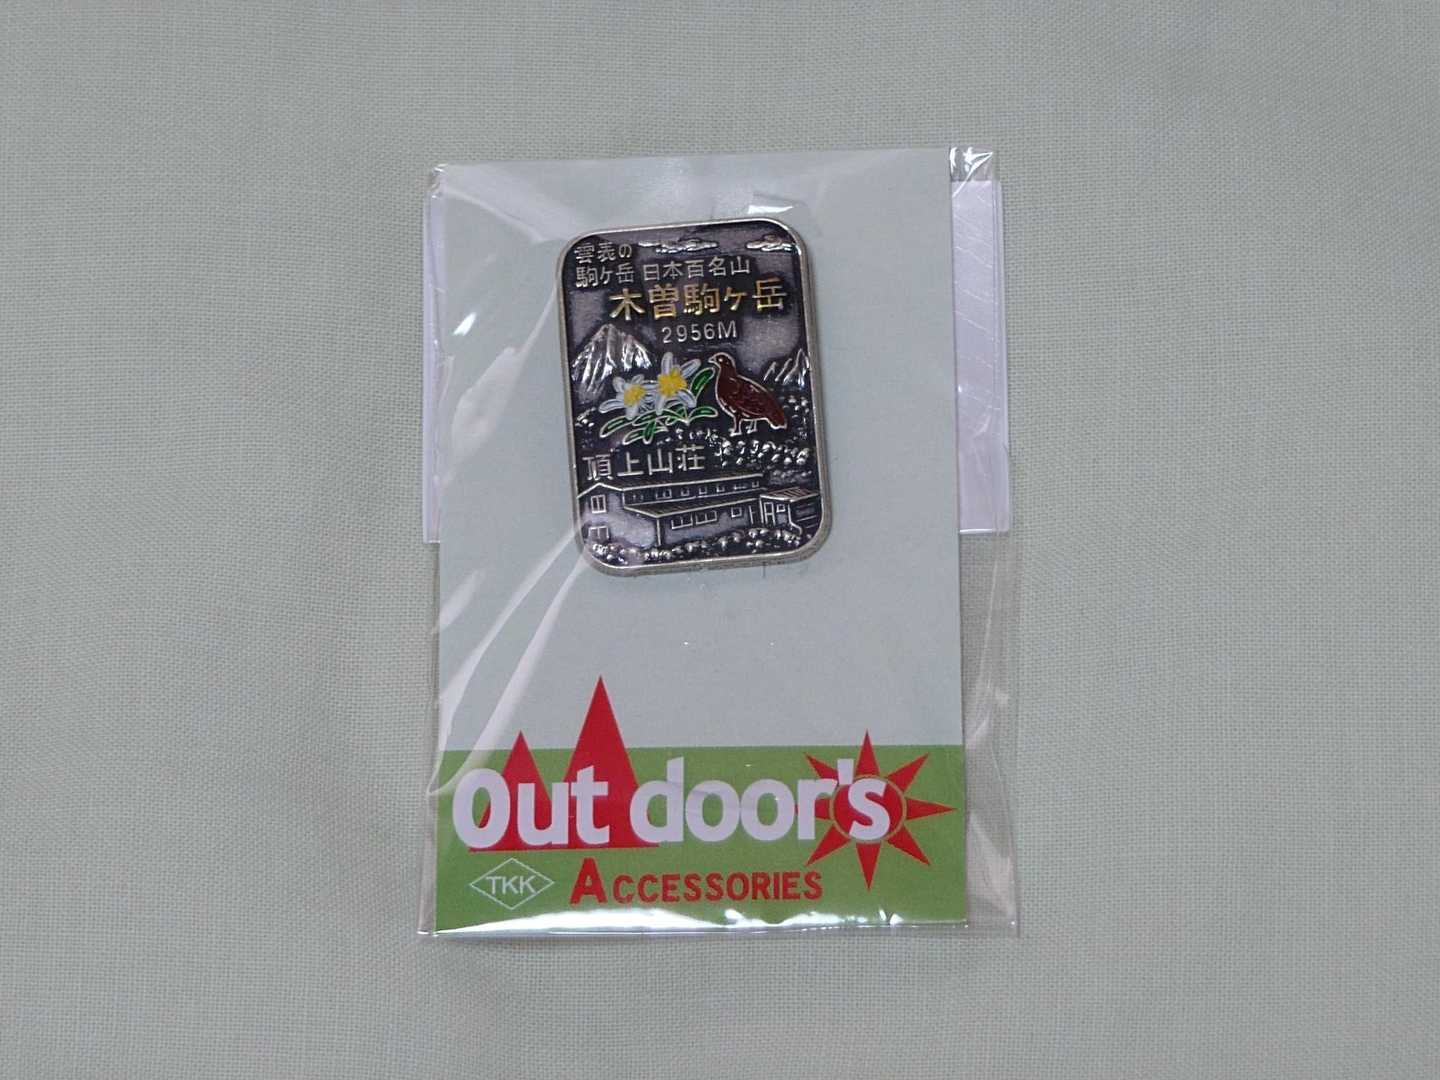 雲表の
駒ヶ岳 日本百名山
木曽駒ヶ岳
2956M
頂上山荘
Out door's
TKK ACCESSORIES